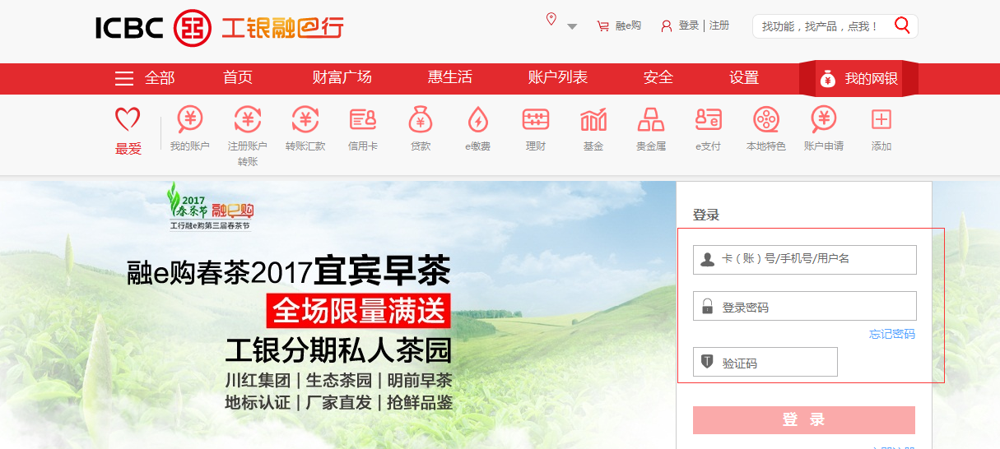 ICBC 工银融e行
融e购 登录 | 注册 找功能，找产品，点我！
全部 首页 财富广场 惠生活 账户列表 安全 设置 我的网银
最爱 我的账户 注册账户转账 转账汇款 信用卡 贷款 e缴费 理财 基金 贵金属 e支付 本地特色 账户申请 添加
2017
春茶节 融e购
工行融e购第三届春茶节
融e购春茶2017宜宾早茶
全场限量满送
工银分期私人茶园
川红集团 | 生态茶园 | 明前早茶
地标认证 | 厂家直发 | 抢鲜品鉴
登录
卡（账）号/手机号/用户名
登录密码
忘记密码
验证码
登 录